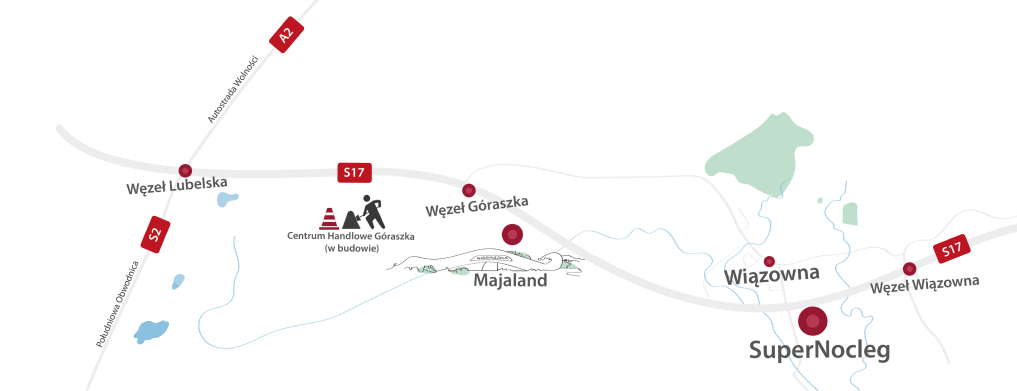 A2
Autostrada Wolności
S17
Węzeł Lubelska
Węzeł Góraszka
S2
Centrum Handlowe Góraszka
(w budowie)
S17
Wiązowna
Węzeł Wiązowna
Majaland
Południowa Obwodnica
SuperNocleg